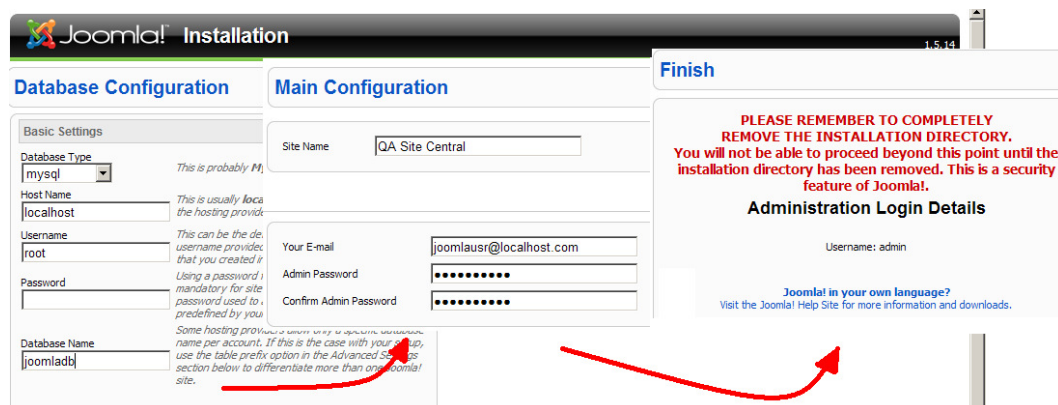 Joomla! Installation
1.5.14
Database Configuration
Basic Settings
Database Type
mysql
This is probably
Host Name
localhost
This is usually
the hosting
Username
root
This can be the
username provided
that you created
Password
Using a password
mandatory for site
password used to
predefined by your
Database Name
joomladb
Some hosting providers allow only a specific database
name per account. If this is the case with your setup,
use the table prefix option in the Advanced Settings
section below to differentiate more than one Joomla!
site.
Main Configuration
Site Name
QA Site Central
Your E-mail
joomlausr@localhost.com
Admin Password
●●●●●●●●●●
Confirm Admin Password
●●●●●●●●●●
Finish
PLEASE REMEMBER TO COMPLETELY
REMOVE THE INSTALLATION DIRECTORY.
You will not be able to proceed beyond this point until the
installation directory has been removed. This is a security
feature of Joomla!.
Administration Login Details
Username: admin
Joomla! in your own language?
Visit the Joomla! Help Site for more information and downloads.